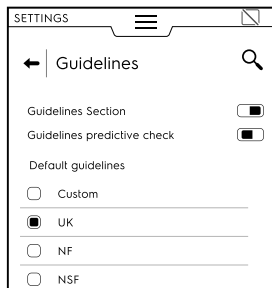 SETTINGS
Guidelines
Guidelines Section
Guidelines predictive check
Default guidelines
Custom
UK
NF
NSF